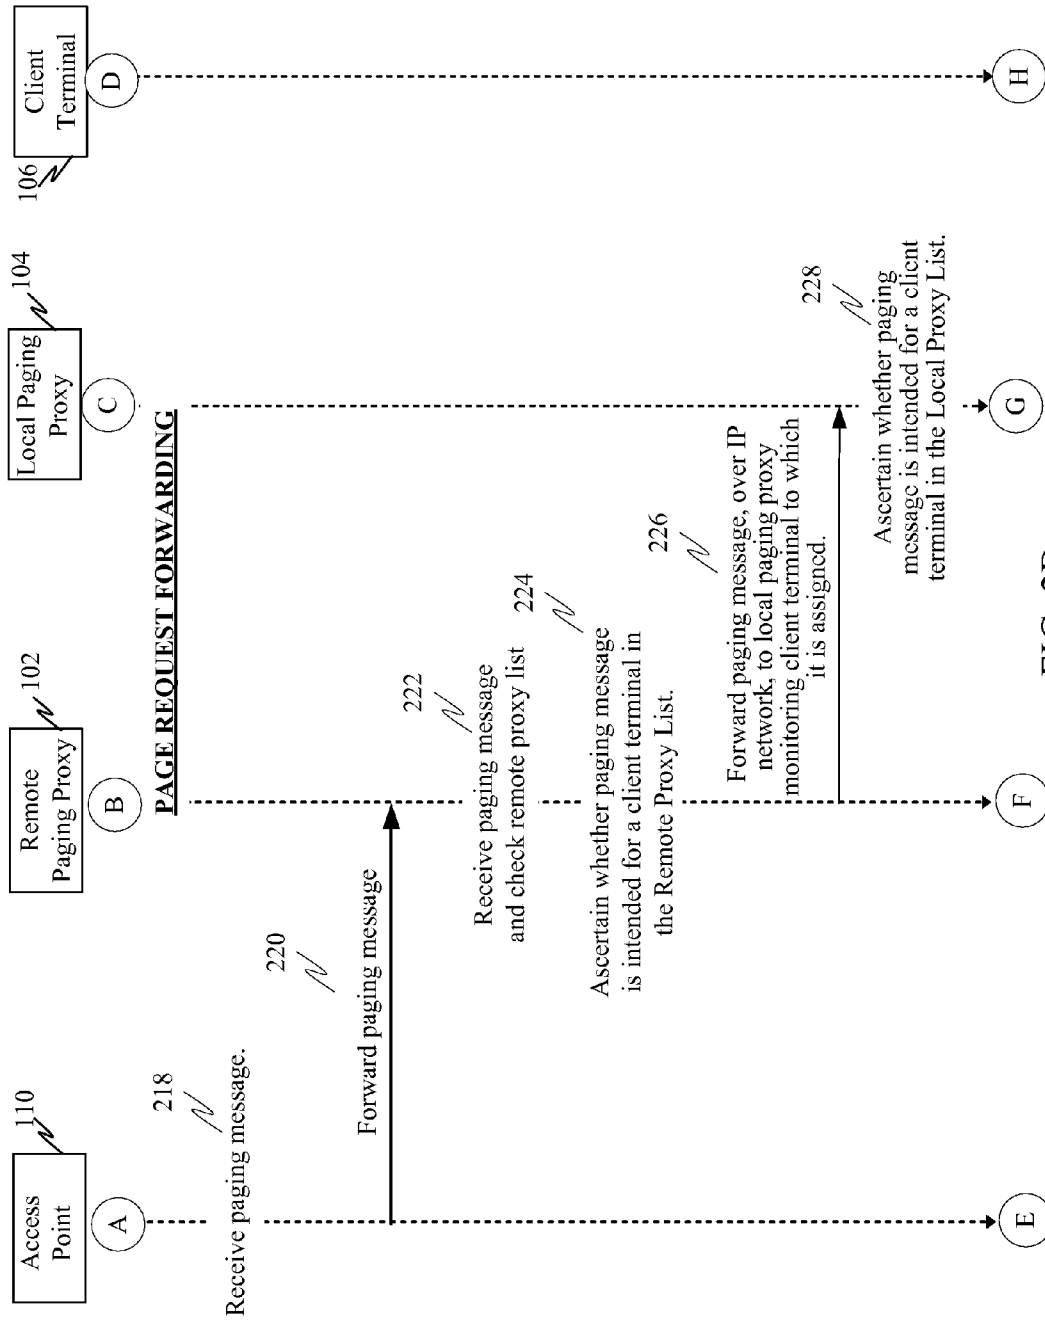 Access
Point
110
Remote
Paging Proxy
102
Local Paging
Proxy
104
Client
Terminal
106
A
B
C
D
PAGE REQUEST FORWARDING
218
Receive paging message.
220
Forward paging message
222
Receive paging message
and check remote proxy list
224
Ascertain whether paging message
is intended for a client terminal in
the Remote Proxy List.
226
Forward paging message, over IP
network, to local paging proxy
monitoring client terminal to which
it is assigned.
228
Ascertain whether paging
message is intended for a client
terminal in the Local Proxy List.
E
F
G
H